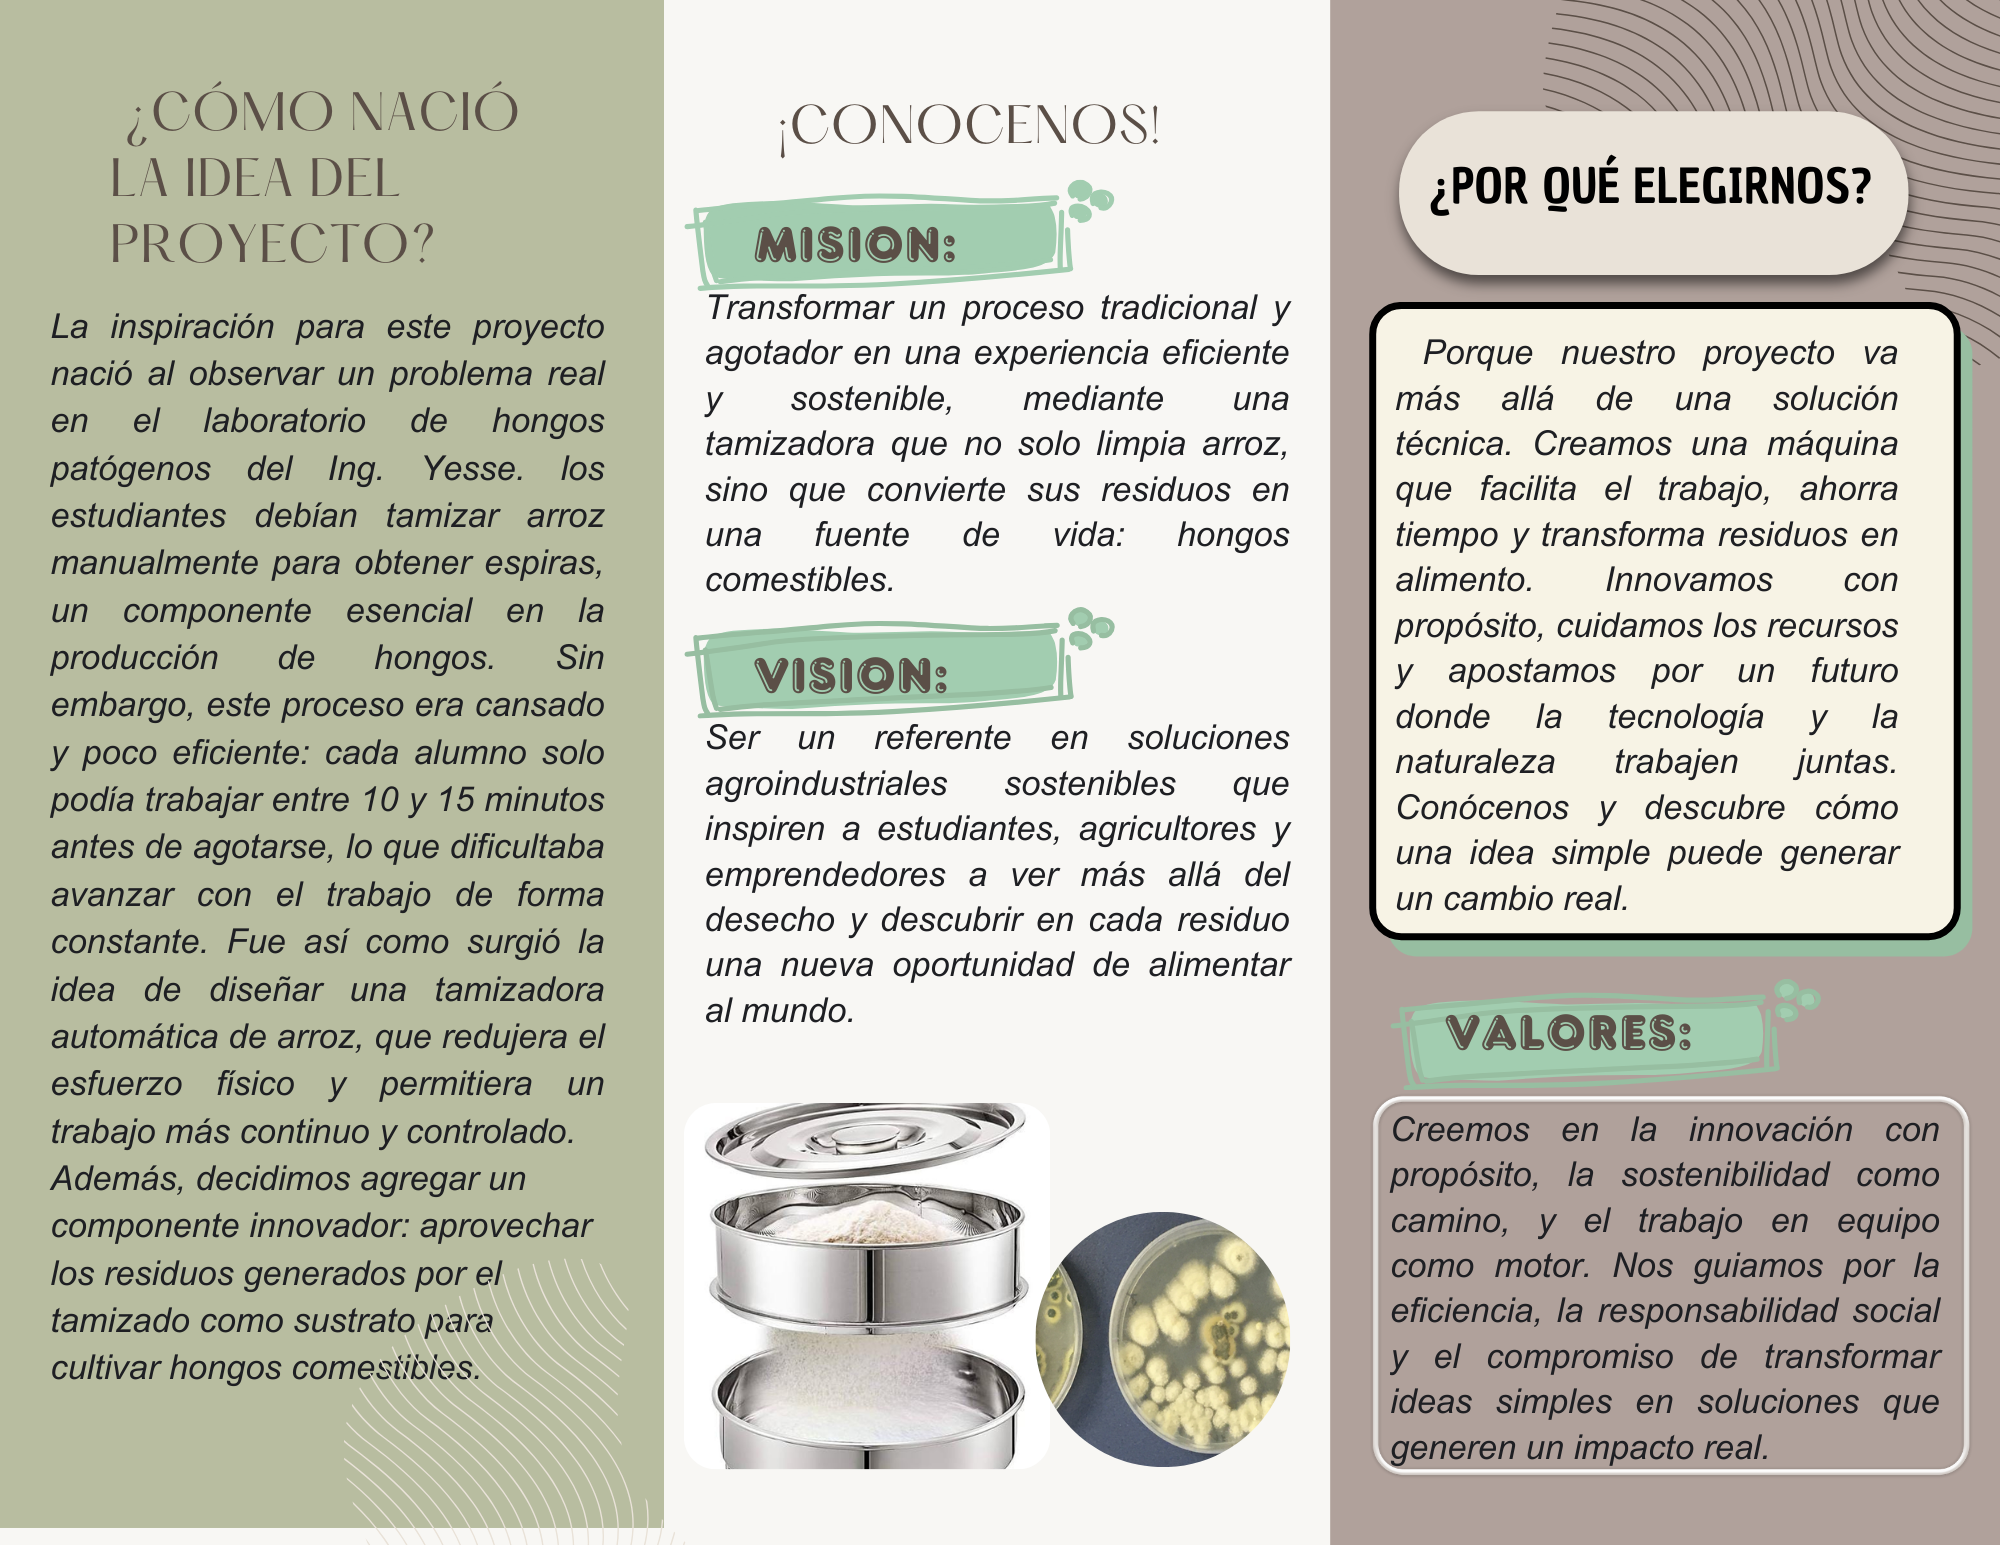 ¿CÓMO NACIÓ
LA IDEA DEL
PROYECTO?
La inspiración para este proyecto
nació al observar un problema real
en el laboratorio de hongos
patógenos del Ing. Yesse. los
estudiantes debían tamizar arroz
manualmente para obtener espiras,
un componente esencial en la
producción de hongos. Sin
embargo, este proceso era cansado
y poco eficiente: cada alumno solo
podía trabajar entre 10 y 15 minutos
antes de agotarse, lo que dificultaba
avanzar con el trabajo de forma
constante. Fue así como surgió la
idea de diseñar una tamizadora
automática de arroz, que redujera el
esfuerzo físico y permitiera un
trabajo más continuo y controlado.
Además, decidimos agregar un
componente innovador: aprovechar
los residuos generados por el
tamizado como sustrato para
cultivar hongos comestibles.
¡CONOCENOS!
MISION:
Transformar un proceso tradicional y
agotador en una experiencia eficiente
y sostenible, mediante una
tamizadora que no solo limpia arroz,
sino que convierte sus residuos en
una fuente de vida: hongos
comestibles.
VISION:
Ser un referente en soluciones
agroindustriales sostenibles que
inspiren a estudiantes, agricultores y
emprendedores a ver más allá del
desecho y descubrir en cada residuo
una nueva oportunidad de alimentar
al mundo.
¿POR QUÉ ELEGIRNOS?
Porque nuestro proyecto va
más allá de una solución
técnica. Creamos una máquina
que facilita el trabajo, ahorra
tiempo y transforma residuos en
alimento. Innovamos con
propósito, cuidamos los recursos
y apostamos por un futuro
donde la tecnología y la
naturaleza trabajen juntas.
Conócenos y descubre cómo
una idea simple puede generar
un cambio real.
VALORES:
Creemos en la innovación con
propósito, la sostenibilidad como
camino, y el trabajo en equipo
como motor. Nos guiamos por la
eficiencia, la responsabilidad social
y el compromiso de transformar
ideas simples en soluciones que
generen un impacto real.